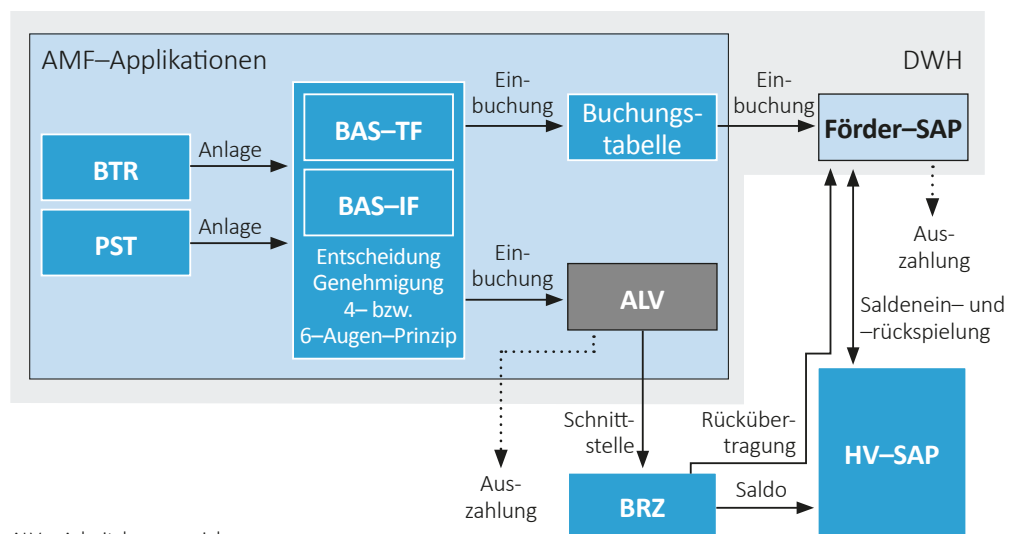 AMF–Applikationen
DWH
BTR
Anlage
PST
Anlage
BAS–TF
BAS–IF
Entscheidung
Genehmigung
4– bzw.
6–Augen–Prinzip
Ein-
buchung
Buchungs-
tabelle
Ein-
buchung
Förder–SAP
Aus-
zahlung
Ein-
buchung
ALV
Saldenein– und
–rückspielung
Schnitt-
stelle
Rücküber-
tragung
HV–SAP
Aus-
zahlung
BRZ
Saldo